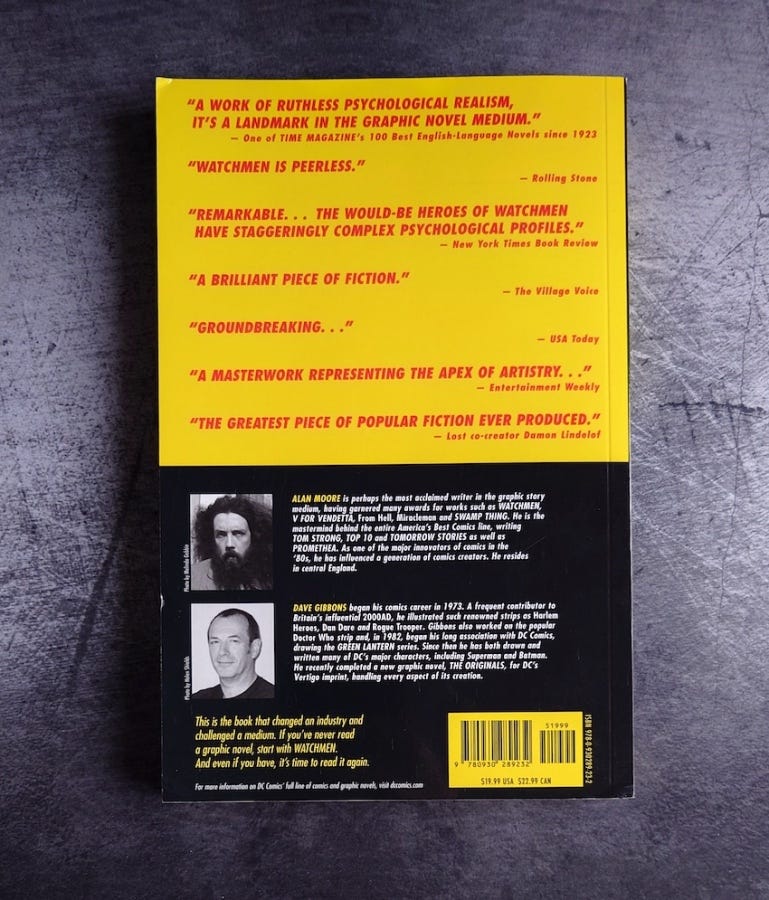 “A WORK OF RUTHLESS PSYCHOLOGICAL REALISM,
IT’S A LANDMARK IN THE GRAPHIC NOVEL MEDIUM.”
— One of TIME MAGAZINE’s 100 Best English-Language Novels since 1923
“WATCHMEN IS PEERLESS.”
— Rolling Stone
“REMARKABLE. . . THE WOULD-BE HEROES OF WATCHMEN
HAVE STAGGERINGLY COMPLEX PSYCHOLOGICAL PROFILES.”
— New York Times Book Review
“A BRILLIANT PIECE OF FICTION.”
— The Village Voice
“GROUNDBREAKING. . .”
— USA Today
“A MASTERWORK REPRESENTING THE APEX OF ARTISTRY. . .”
— Entertainment Weekly
“THE GREATEST PIECE OF POPULAR FICTION EVER PRODUCED.”
— Lost co-creator Damon Lindelof
ALAN MOORE is perhaps the most acclaimed writer in the graphic story
medium, having garnered many awards for works such as WATCHMEN,
V FOR VENDETTA, From Hell, Miracleman and SWAMP THING. He is the
mastermind behind the entire America’s Best Comics line, writing
TOM STRONG, TOP 10 and TOMORROW STORIES as well as
PROMETHEA. As one of the major innovators of comics in the
’80s, he has influenced a generation of comics creators. He resides
in central England.
Photo by Melinda Gebbie
DAVE GIBBONS began his comics career in 1973. A frequent contributor to
Britain’s influential 2000AD, he illustrated such renowned strips as Harlem
Heroes, Dan Dare and Rogue Trooper. Gibbons also worked on the popular
Doctor Who strip and, in 1982, began his long association with DC Comics,
drawing the GREEN LANTERN series. Since then he has both drawn and
written many of DC’s major characters, including Superman and Batman.
He recently completed a new graphic novel, THE ORIGINALS, for DC’s
Vertigo imprint, handling every aspect of its creation.
Photo by Helen Shields
This is the book that changed an industry and
challenged a medium. If you’ve never read
a graphic novel, start with WATCHMEN.
And even if you have, it’s time to read it again.
For more information on DC Comics’ full line of comics and graphic novels, visit dccomics.com
51999
9 780930 289232
$19.99 USA $22.99 CAN
ISBN 978-0-930289-23-2